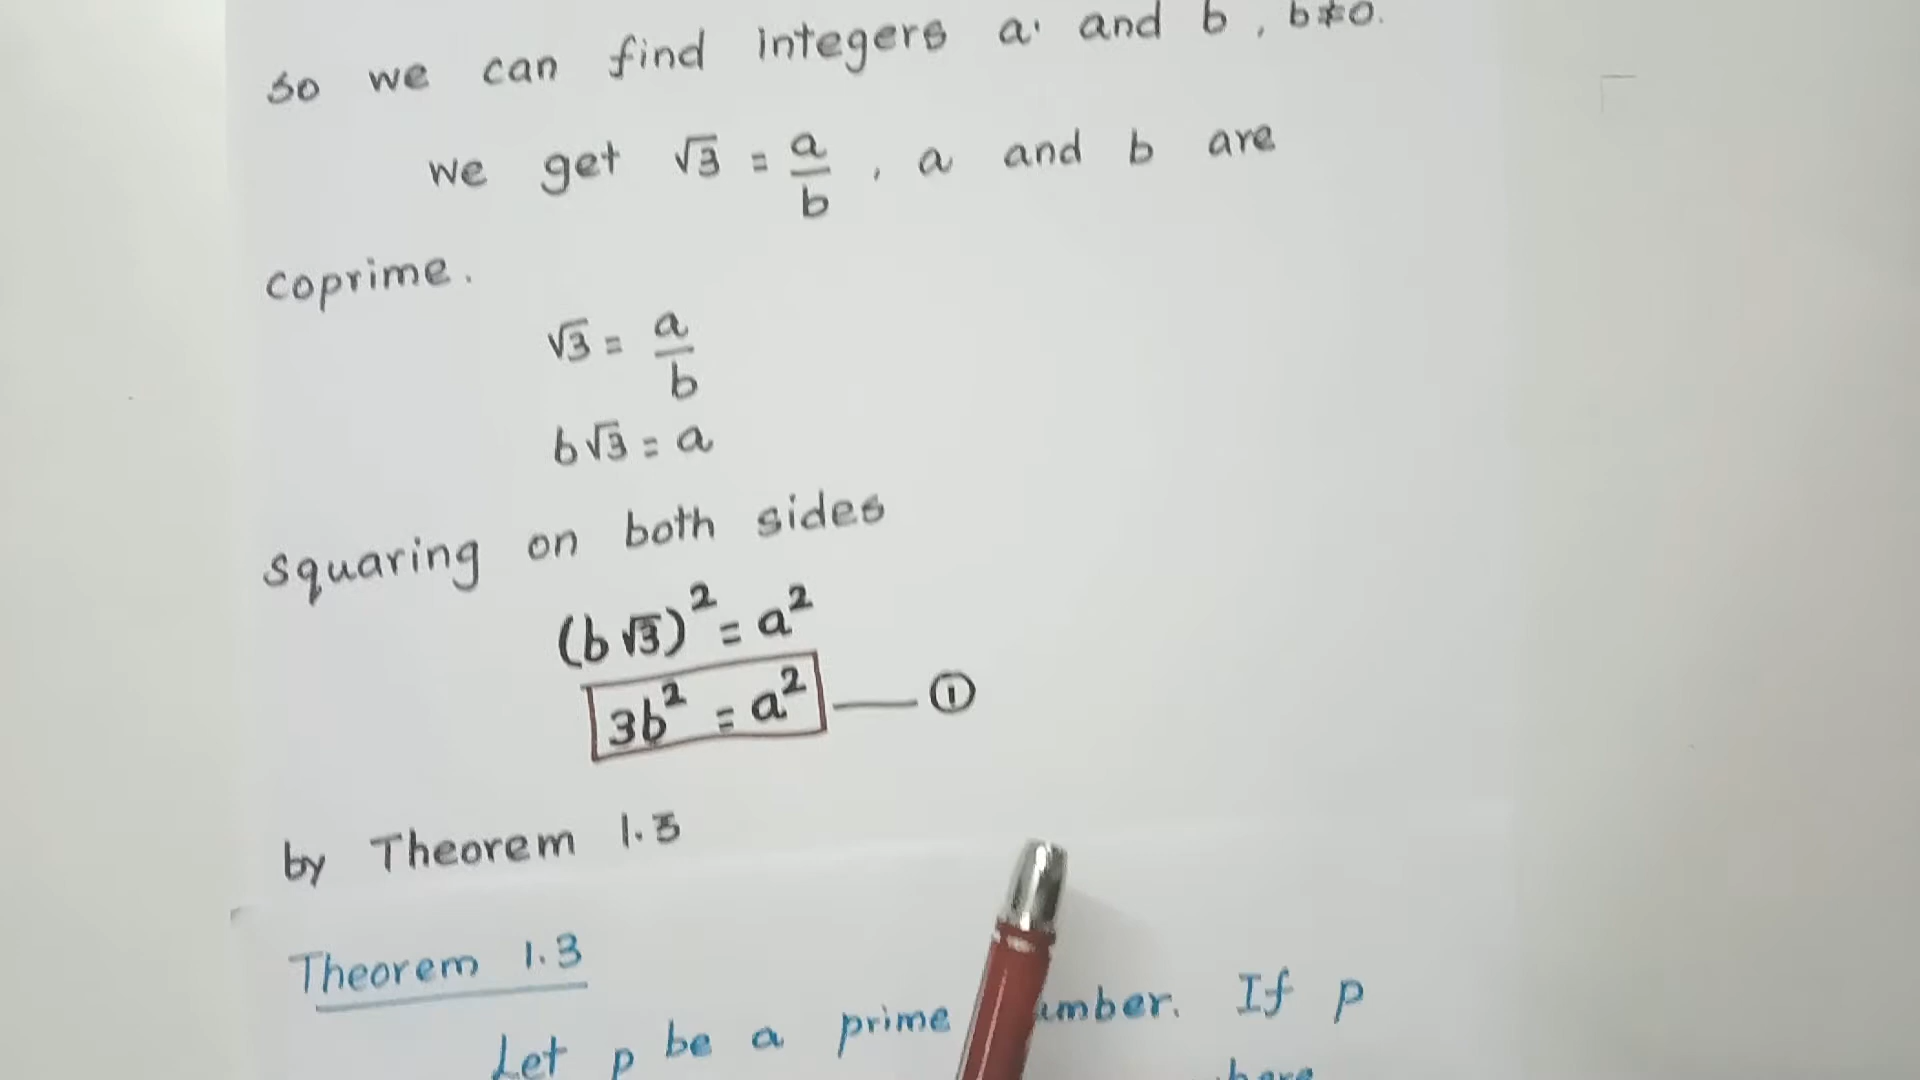 so we can find integers a and b, b≠0.
we get √3 = a/b, a and b are
coprime.
√3 = a/b
b√3 = a
squaring on both sides
(b√3)² = a²
3b² = a² —— ①
by Theorem 1.3
Theorem 1.3
Let p be a prime If p